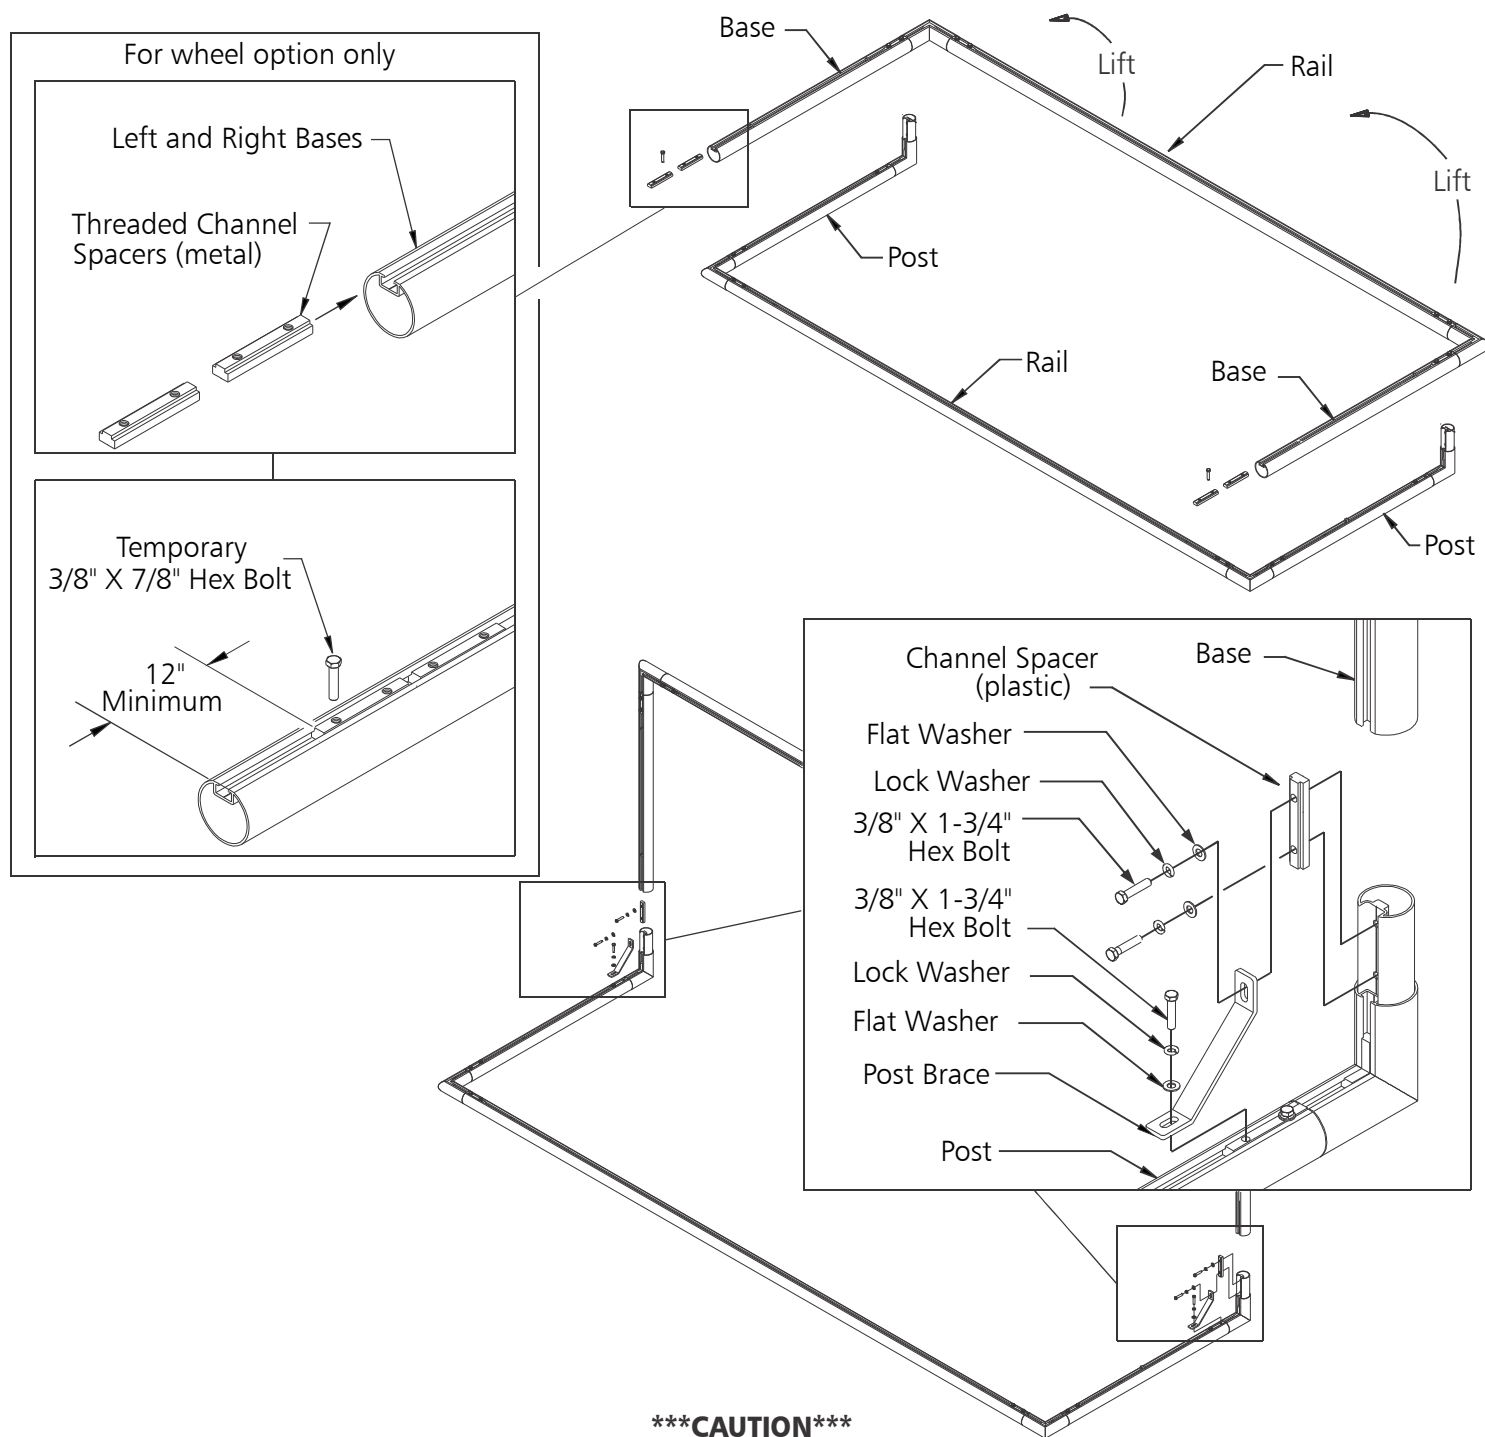 For wheel option only
Left and Right Bases
Threaded Channel
Spacers (metal)
Temporary
3/8" X 7/8" Hex Bolt
12"
Minimum
Base
Lift
Rail
Lift
Post
Rail
Base
Post
Channel Spacer
(plastic)
Base
Flat Washer
Lock Washer
3/8" X 1-3/4"
Hex Bolt
3/8" X 1-3/4"
Hex Bolt
Lock Washer
Flat Washer
Post Brace
Post
***CAUTION***